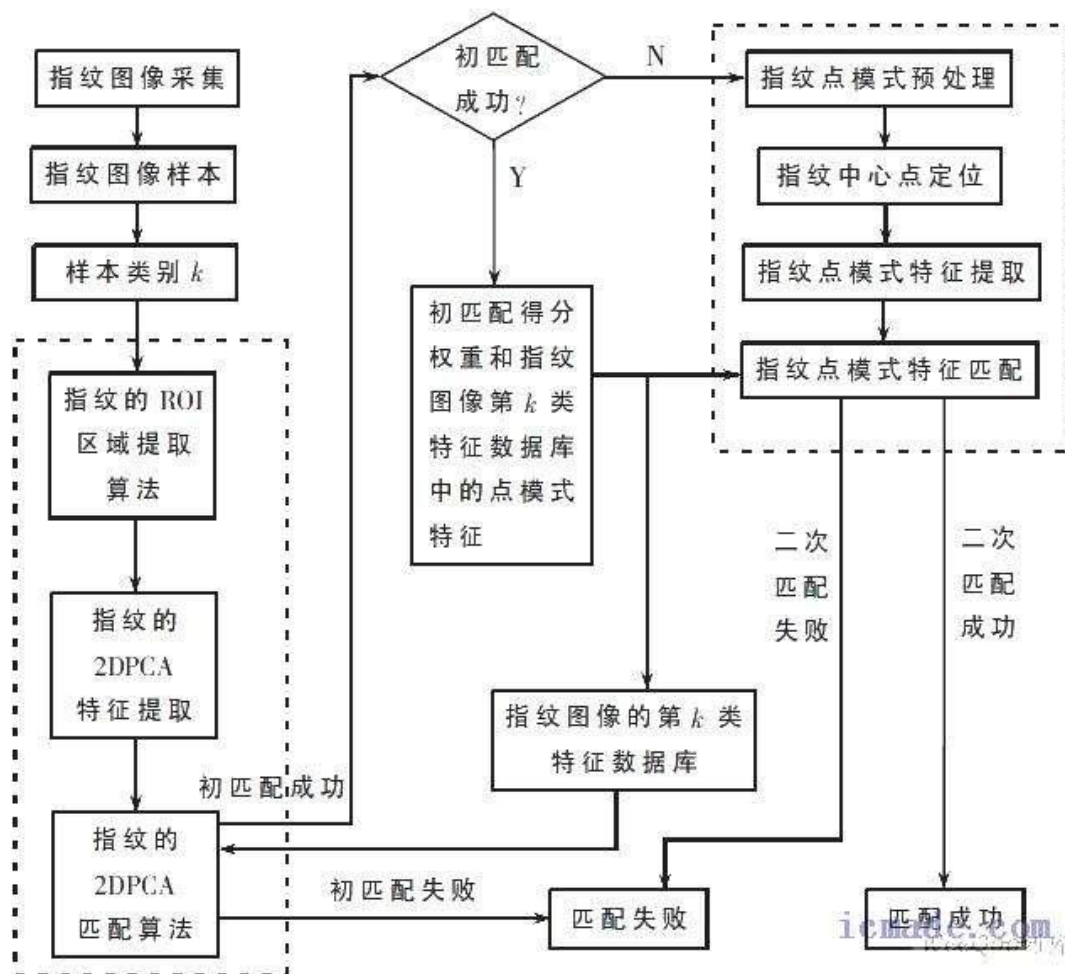 指纹图像采集
指纹图像样本
样本类别 k
指纹的 ROI
区域提取
算法
指纹的
2DPCA
特征提取
指纹的
2DPCA
匹配算法
初匹配成功
初匹配失败
初匹配
成功?
N
Y
初匹配得分
权重和指纹
图像第 k 类
特征数据库
中的点模式
特征
指纹图像的第 k 类
特征数据库
指纹点模式预处理
指纹中心点定位
指纹点模式特征提取
指纹点模式特征匹配
二次
匹配
失败
二次
匹配
成功
匹配失败
匹配成功
icmade.com